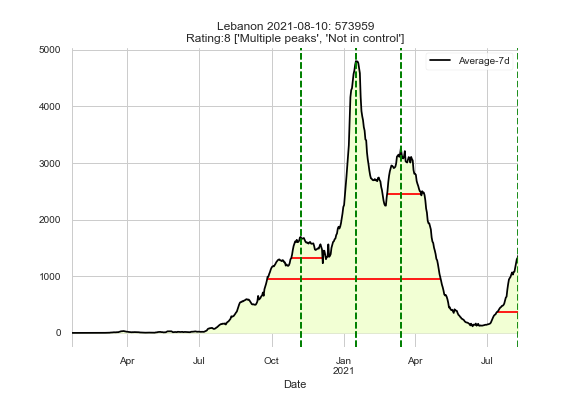 Lebanon 2021-08-10: 573959
Rating:8 ['Multiple peaks', 'Not in control']
Average-7d
5000
4000
3000
2000
1000
0
Apr
Jul
Oct
Jan
2021
Apr
Jul
Date